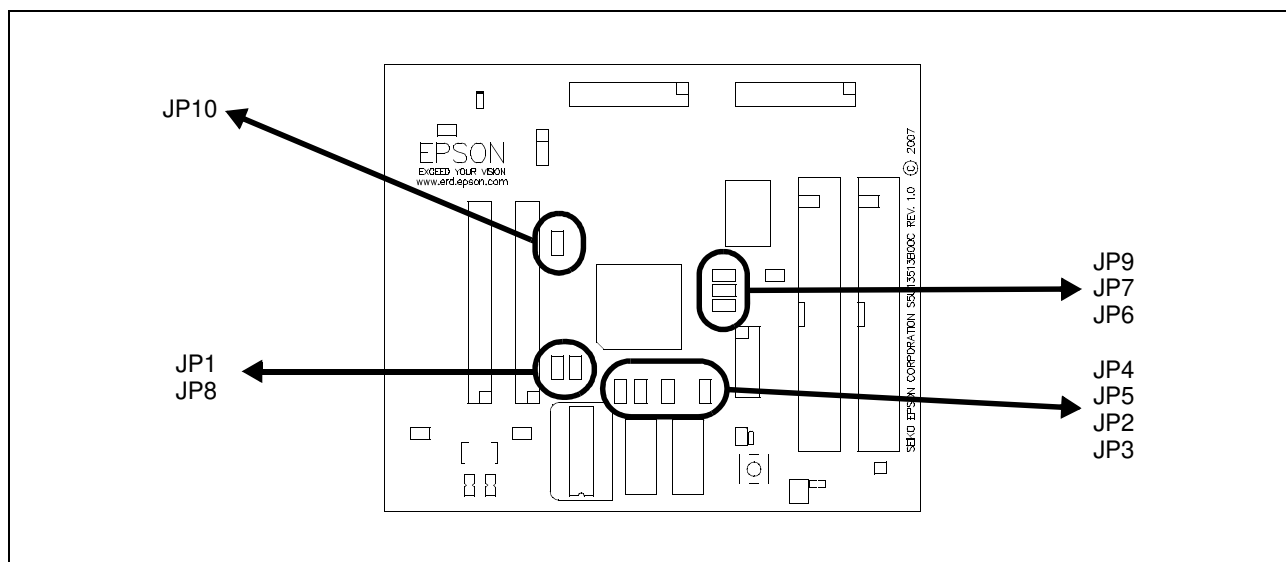 JP10
EPSON
EXCEED YOUR VISION
www.erd.epson.com
SEIKO EPSON CORPORATION S5U13513B00C REV. 1.0 © 2007
JP9
JP7
JP6
JP1
JP8
JP4
JP5
JP2
JP3